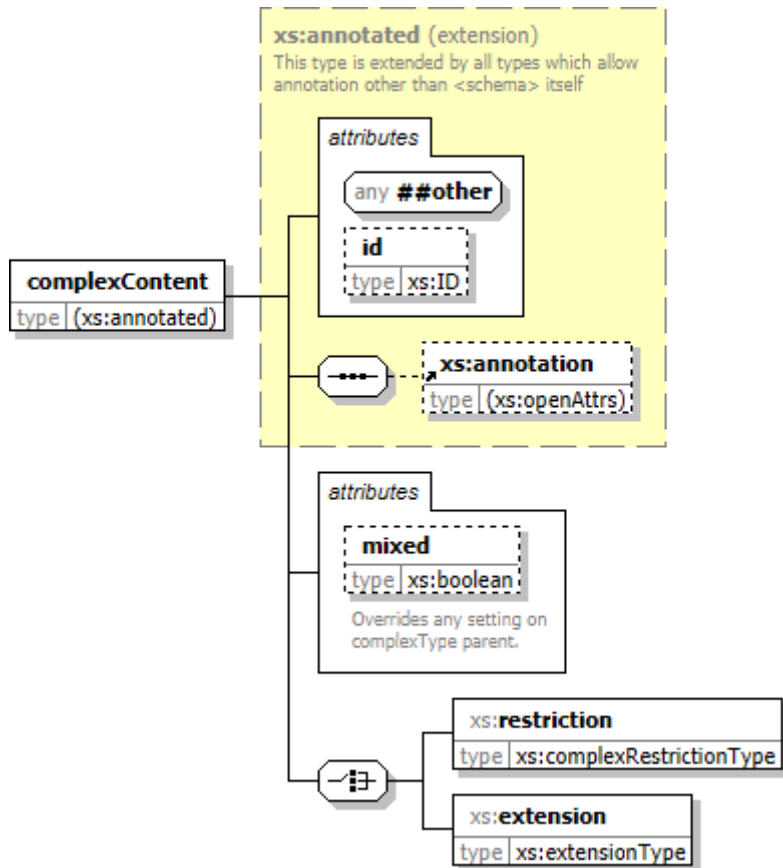 xs:annotated (extension)
This type is extended by all types which allow
annotation other than <schema> itself
attributes
any ##other
id
type xs:ID
complexContent
type (xs:annotated)
xs:annotation
type (xs:openAttrs)
attributes
mixed
type xs:boolean
Overrides any setting on
complexType parent.
xs:restriction
type xs:complexRestrictionType
xs:extension
type xs:extensionType